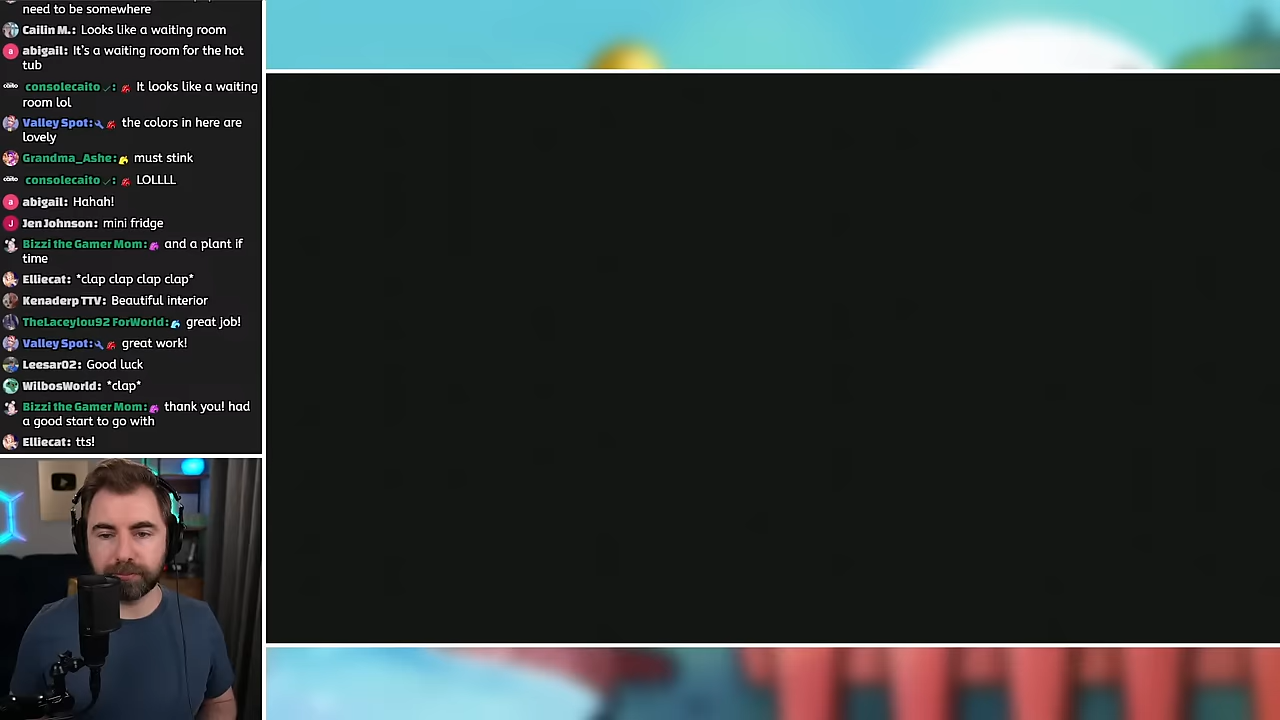 need to be somewhere
Cailin M.: Looks like a waiting room
abigail: It's a waiting room for the hot
tub
consolecaito: It looks like a waiting
room lol
Valley Spot: the colors in here are
lovely
Grandma_Ashe: must stink
consolecaito: LOLLLL
abigail: Hahah!
Jen Johnson: mini fridge
Bizzi the Gamer Mom: and a plant if
time
Elliecat: *clap clap clap clap*
Kenaderp TTV: Beautiful interior
TheLaceylou92 ForWorld: great job!
Valley Spot: great work!
Leesar02: Good luck
WilbosWorld: *clap*
Bizzi the Gamer Mom: thank you! had
a good start to go with
Elliecat: tts!